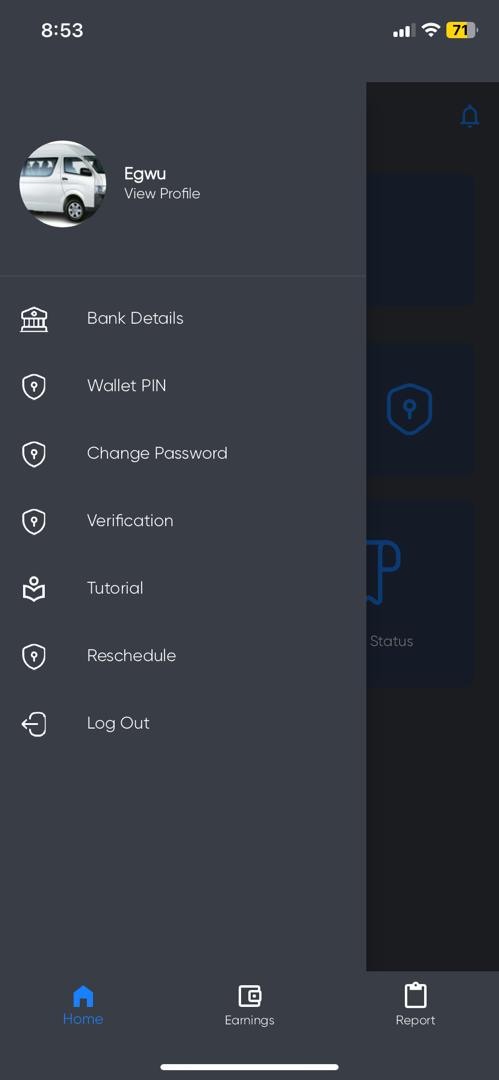 8:53
71
Egwu
View Profile
Bank Details
Wallet PIN
Change Password
Verification
Tutorial
Reschedule
Log Out
Status
Home
Earnings
Report